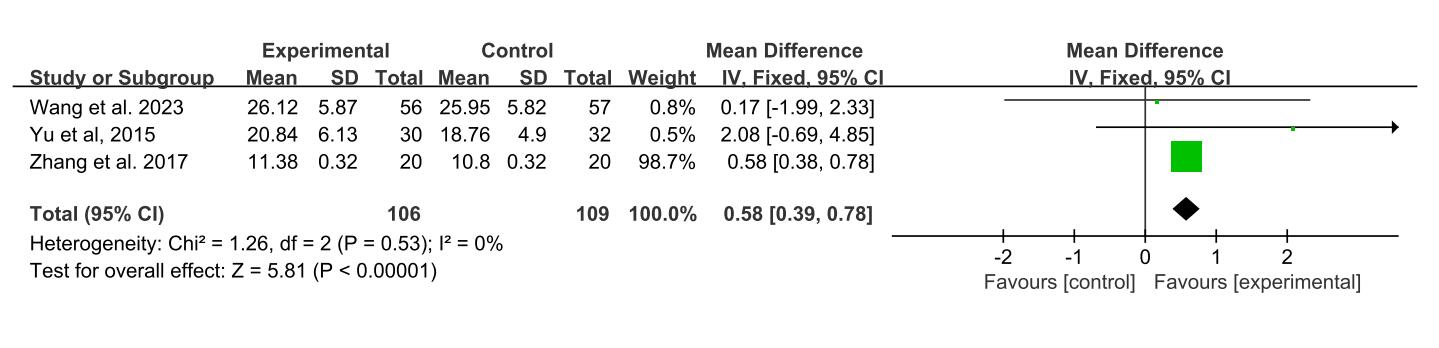 Experimental Control Mean Difference Mean Difference
Study or Subgroup Mean SD Total Mean SD Total Weight IV, Fixed, 95% CI IV, Fixed, 95% CI
Wang et al. 2023 26.12 5.87 56 25.95 5.82 57 0.8% 0.17 [-1.99, 2.33]
Yu et al, 2015 20.84 6.13 30 18.76 4.9 32 0.5% 2.08 [-0.69, 4.85]
Zhang et al. 2017 11.38 0.32 20 10.8 0.32 20 98.7% 0.58 [0.38, 0.78]
Total (95% CI) 106 109 100.0% 0.58 [0.39, 0.78]
Heterogeneity: Chi² = 1.26, df = 2 (P = 0.53); I² = 0%
Test for overall effect: Z = 5.81 (P < 0.00001)
-2 -1 0 1 2
Favours [control] Favours [experimental]